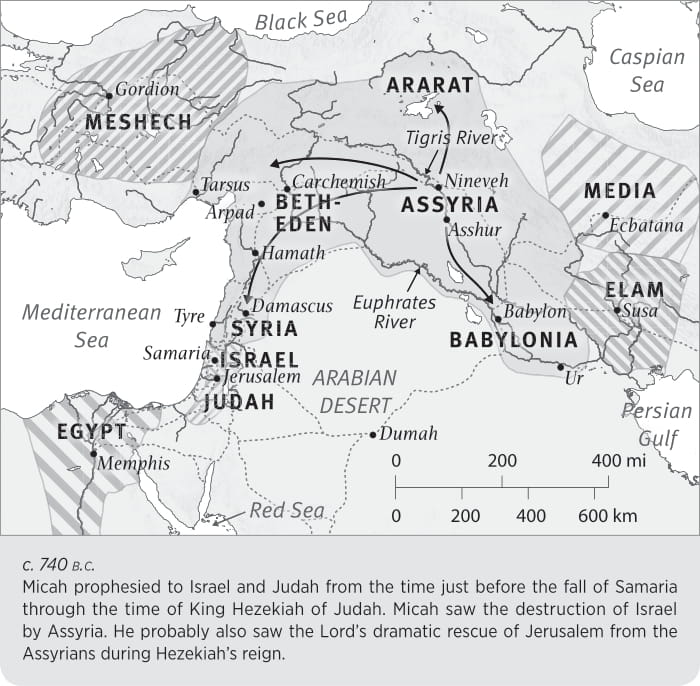 Black Sea
Caspian
Sea
Gordion
MESHECH
ARARAT
Tigris River
Tarsus
Carchemish
Nineveh
Arpad
BETH-
EDEN
ASSYRIA
Asshur
MEDIA
Ecbatana
Hamath
ELAM
Susa
Mediterranean
Sea
Tyre
Damascus
SYRIA
Euphrates
River
Babylon
BABYLONIA
Samaria
ISRAEL
Jerusalem
JUDAH
ARABIAN
DESERT
Ur
Persian
Gulf
EGYPT
Memphis
Dumah
Red Sea
0 200 400 mi
0 200 400 600 km
c. 740 B.C.
Micah prophesied to Israel and Judah from the time just before the fall of Samaria
through the time of King Hezekiah of Judah. Micah saw the destruction of Israel
by Assyria. He probably also saw the Lord’s dramatic rescue of Jerusalem from the
Assyrians during Hezekiah’s reign.